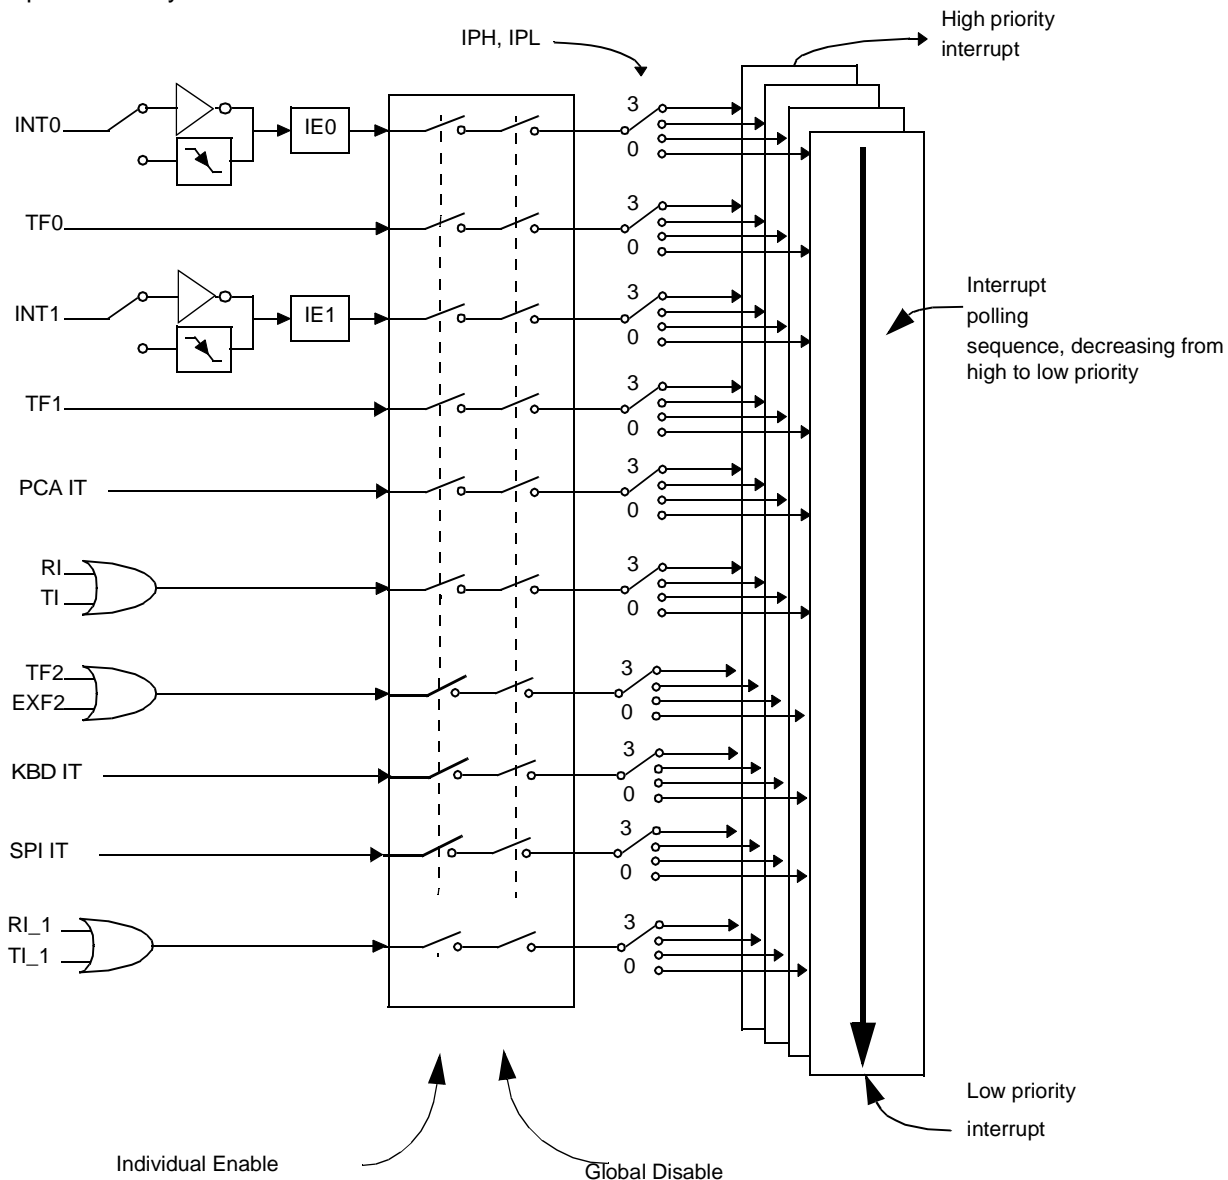 IPH, IPL
High priority
interrupt
INT0
IE0
3
0
TF0
3
0
INT1
IE1
3
0
Interrupt
polling
sequence, decreasing from
high to low priority
TF1
3
0
PCA IT
3
0
RI
TI
3
0
TF2
EXF2
3
0
KBD IT
3
0
SPI IT
3
0
RI_1
TI_1
3
0
Low priority
interrupt
Individual Enable
Global Disable